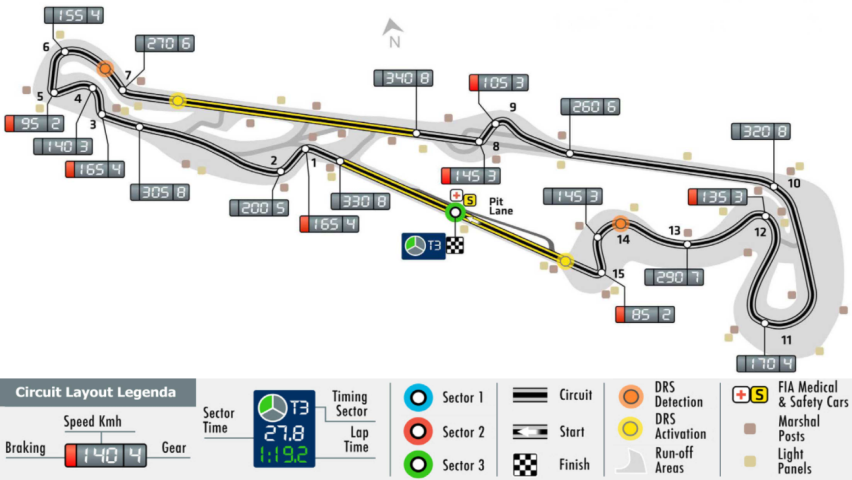 155 4
6
270 6
7
340 8
105 3
9
260 6
320 8
N
5
4
95 2
3
140 3
8
2
1
165 4
145 3
10
305 8
200 5
330 8
135 3
145 3
Pit
Lane
165 4
S
12
13
14
T3
15
290 7
85 2
11
170 4
Circuit Layout Legenda
Speed Kmh
Braking
140 4
Gear
Sector
Time
T3
27.8
1:19.2
Timing
Sector
Lap
Time
Sector 1
Sector 2
Sector 3
Circuit
Start
Finish
DRS
Detection
DRS
Activation
Run-off
Areas
S
FIA Medical
& Safety Cars
Marshal
Posts
Light
Panels